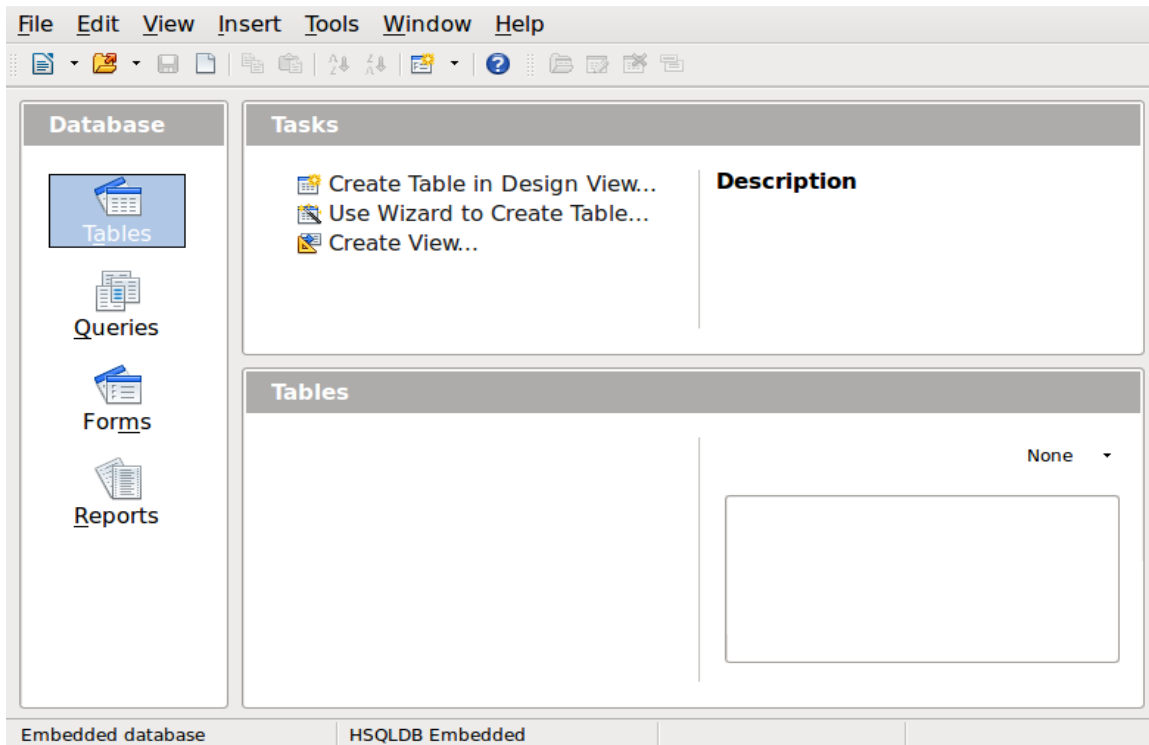 File Edit View Insert Tools Window Help
Database
Tables
Queries
Forms
Reports
Tasks
Create Table in Design View...
Use Wizard to Create Table...
Create View...
Description
Tables
None
Embedded database HSQLDB Embedded